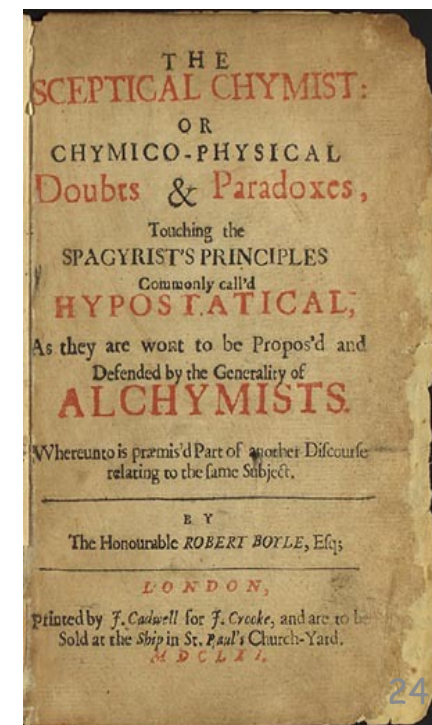 THE
SCEPTICAL CHYMIST:
OR
CHYMICO-PHYSICAL
Doubts & Paradoxes,
Touching the
SPAGYRIST'S PRINCIPLES
Commonly call'd
HYPOSTATICAL,
As they are wont to be Propos'd and
Defended by the Generality of
ALCHYMISTS.
Whereunto is præmis'd Part of another Diſcourſe
relating to the ſame Subject.
BY
The Honourable ROBERT BOYLE, Eſq;
LONDON,
Printed by J. Cadwell for J. Crooke, and are to be
Sold at the Ship in St. Paul's Church-Yard.
MDCLXI.
24